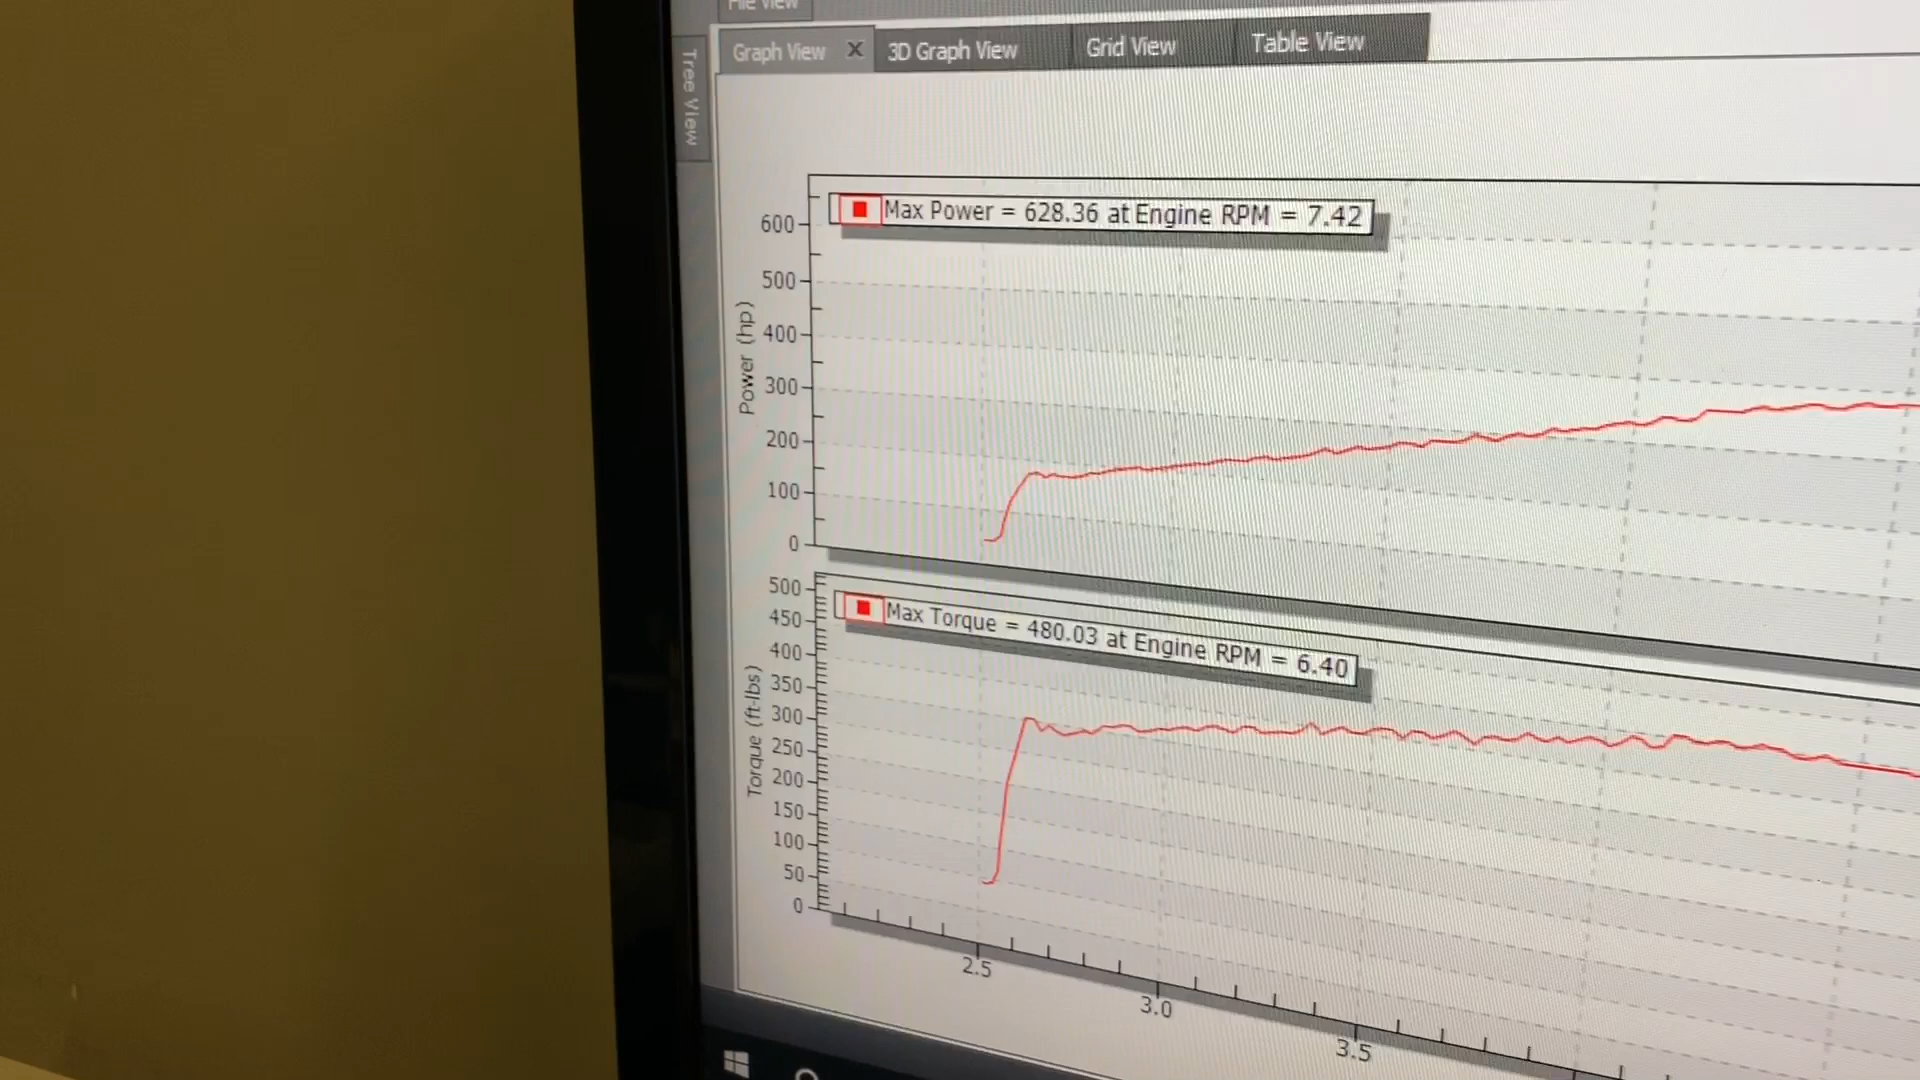 File View
Tree View
Graph View X
3D Graph View
Grid View
Table View
Max Power = 628.36 at Engine RPM = 7.42
Power (hp)
600
500
400
300
200
100
0
Max Torque = 480.03 at Engine RPM = 6.40
Torque (ft-lbs)
500
450
400
350
300
250
200
150
100
50
0
2.5
3.0
3.5